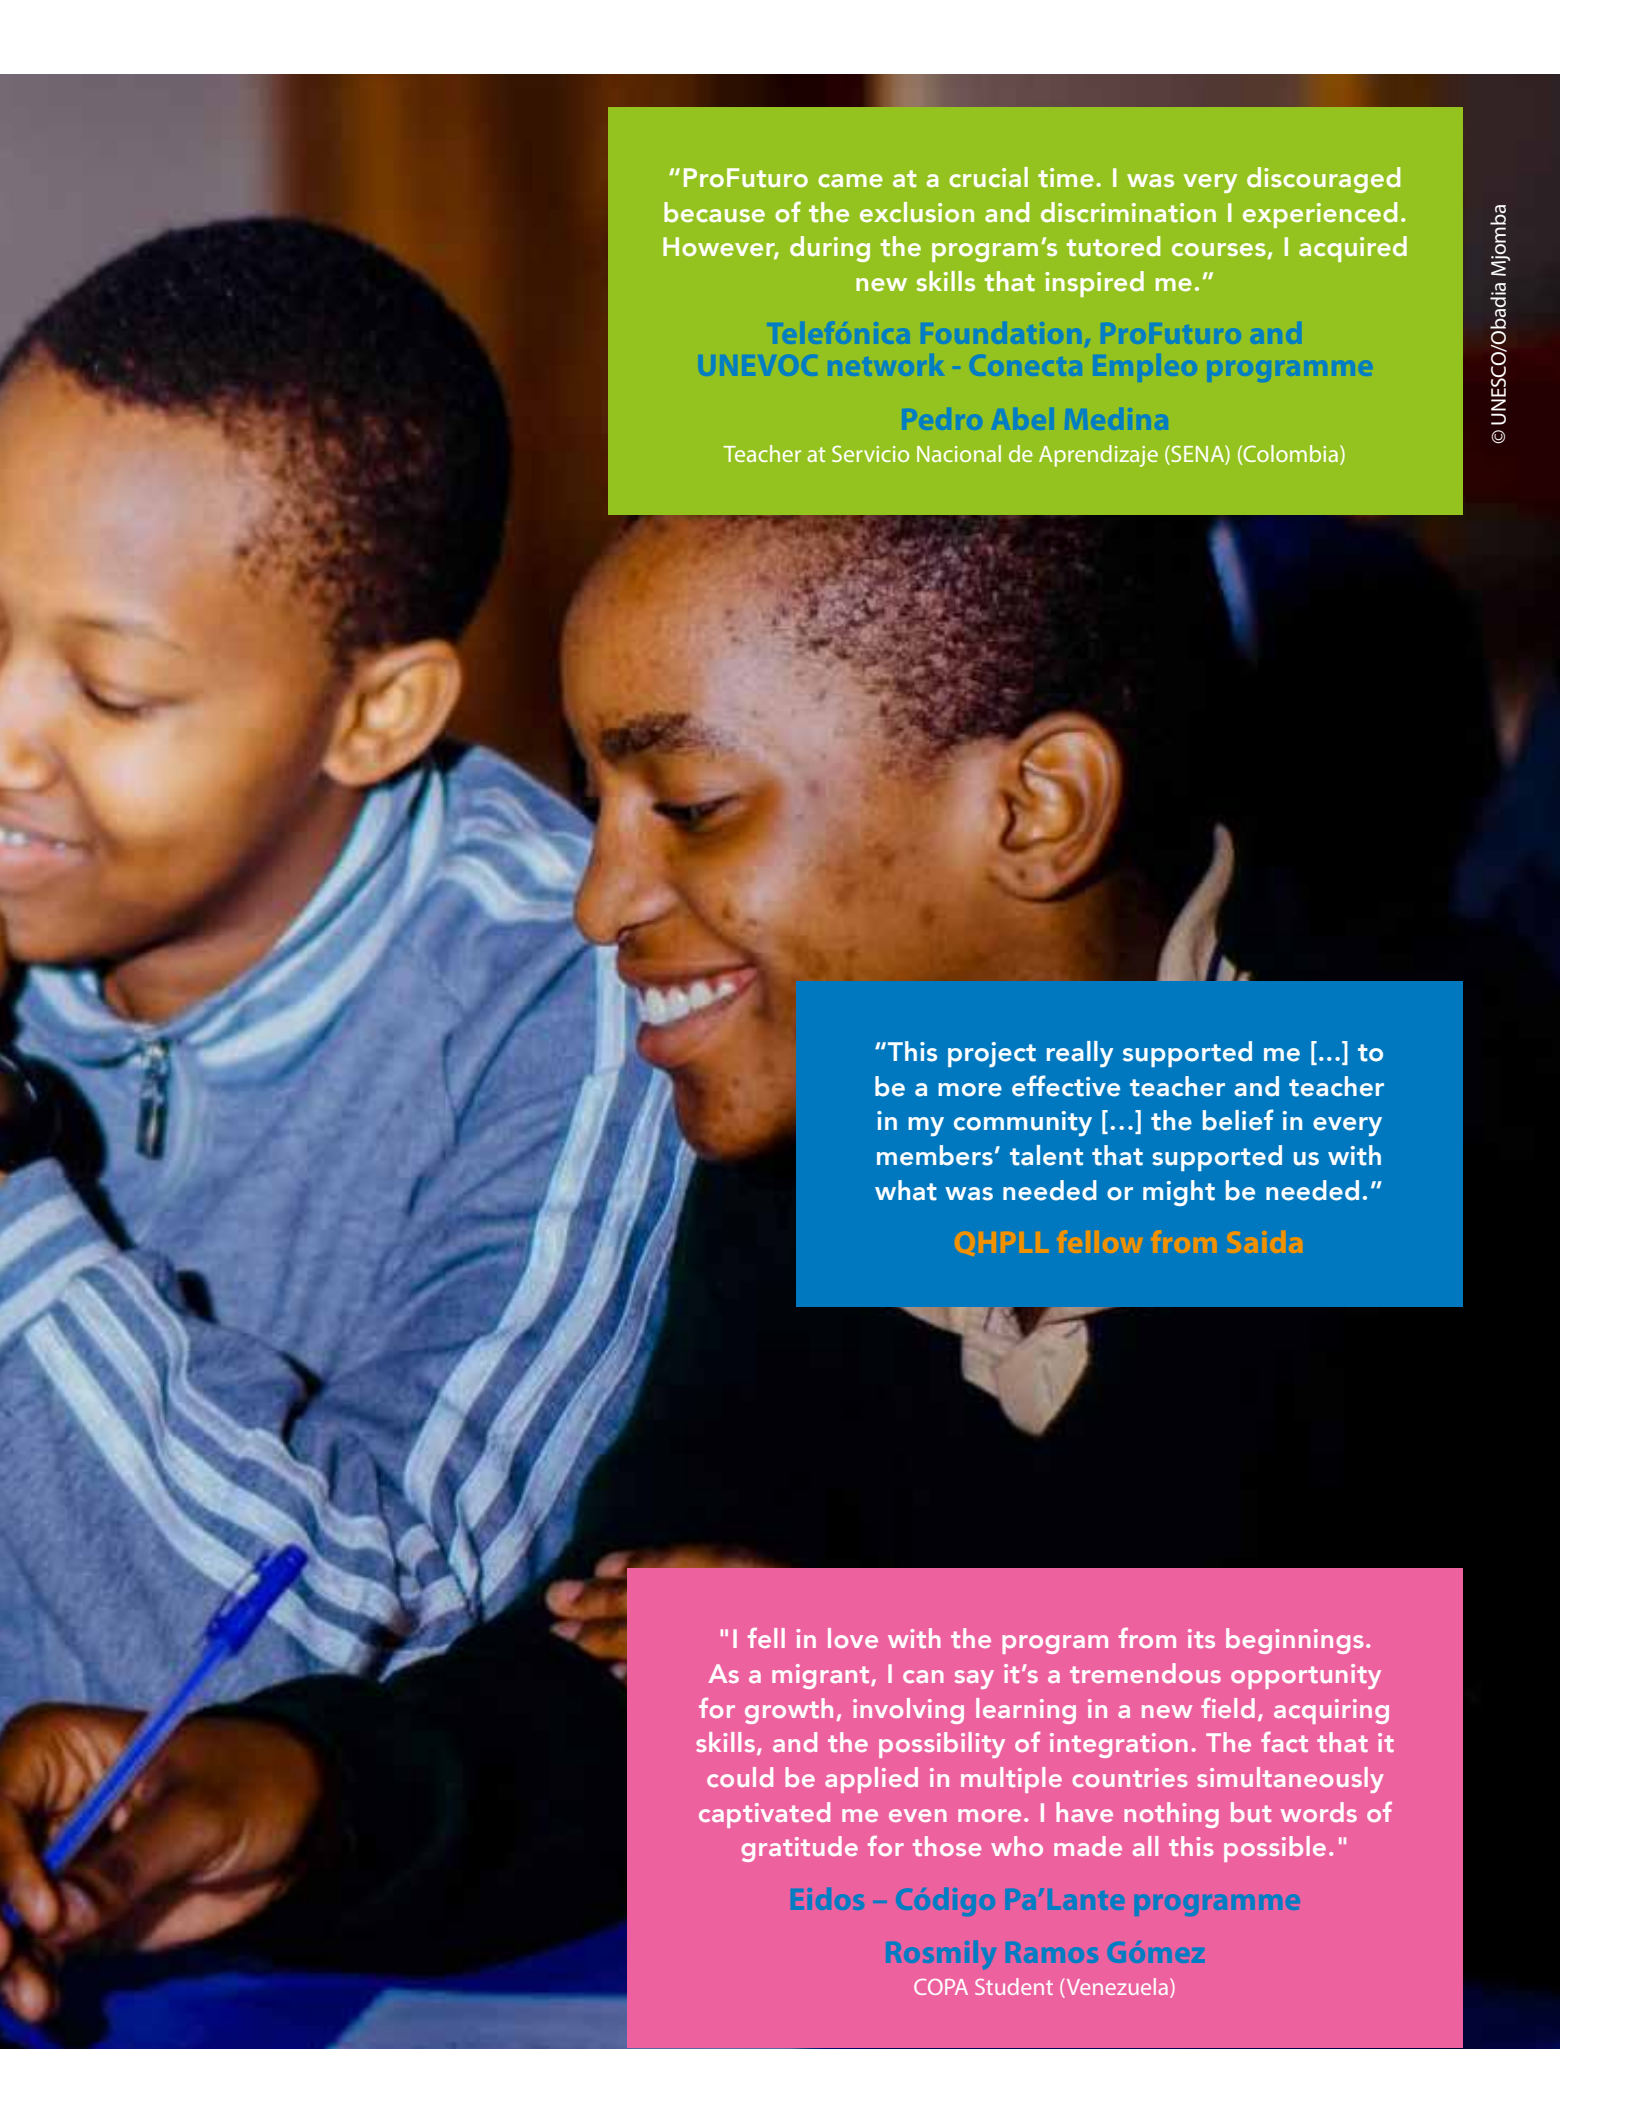 “ProFuturo came at a crucial time. I was very discouraged
because of the exclusion and discrimination I experienced.
However, during the program’s tutored courses, I acquired
new skills that inspired me.”
Telefónica Foundation, ProFuturo and
UNEVOC network - Conecta Empleo programme
Pedro Abel Medina
Teacher at Servicio Nacional de Aprendizaje (SENA) (Colombia)
© UNESCO/Obadia Mjomba
“This project really supported me [...] to
be a more effective teacher and teacher
in my community […] the belief in every
members’ talent that supported us with
what was needed or might be needed.”
QHPLL fellow from Saida
"I fell in love with the program from its beginnings.
As a migrant, I can say it’s a tremendous opportunity
for growth, involving learning in a new field, acquiring
skills, and the possibility of integration. The fact that it
could be applied in multiple countries simultaneously
captivated me even more. I have nothing but words of
gratitude for those who made all this possible."
Eidos – Código Pa’Lante programme
Rosmily Ramos Gómez
COPA Student (Venezuela)